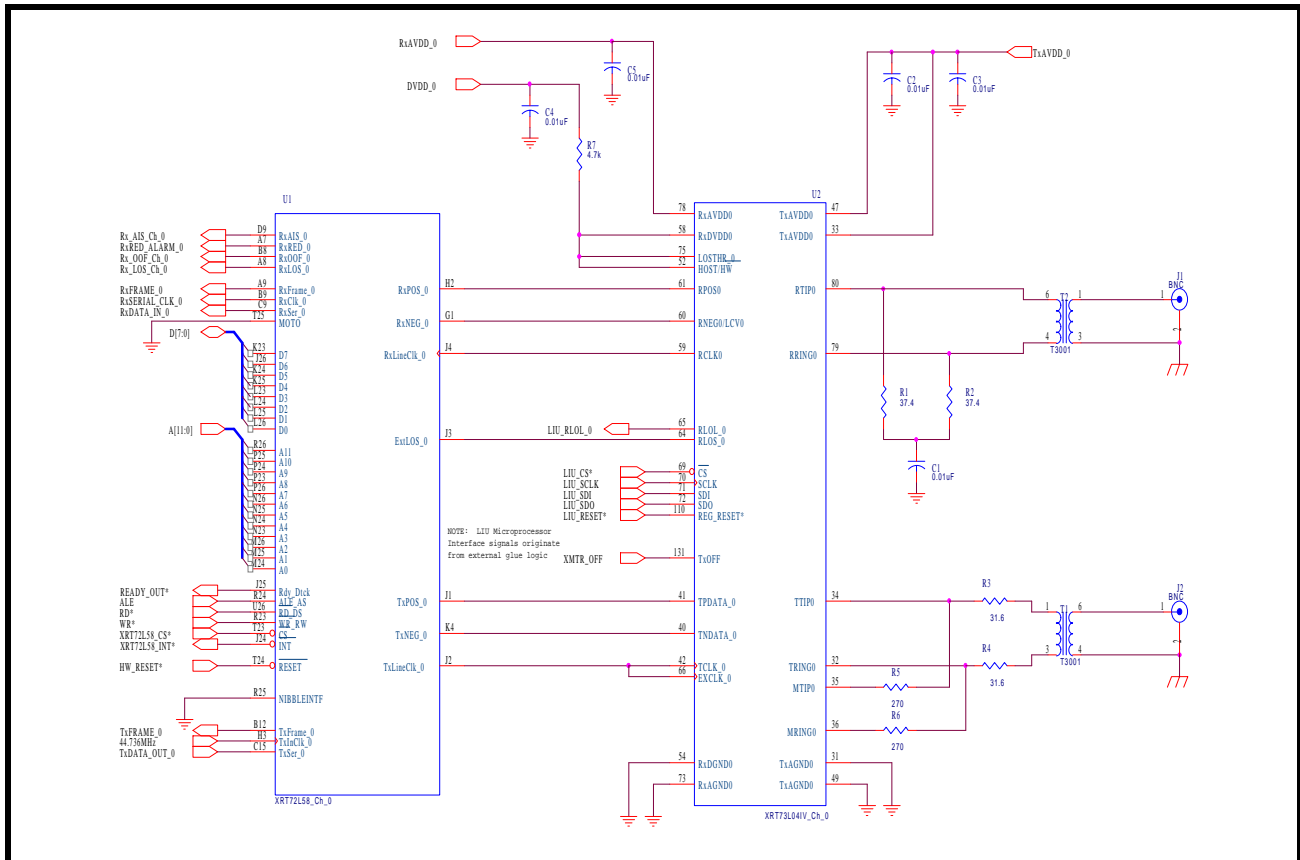 RxAVDD_0
TxAVDD_0
C5
0.01uF
C2
0.01uF
C3
0.01uF
DVDD_0
C4
0.01uF
R7
4.7k
U1
U2
Rx_AIS_Ch_0 D9 RxAIS_0
RxRED_ALARM_0 A7 RxRED_0
Rx_OOF_Ch_0 B8 RxOOF_0
Rx_LOS_Ch_0 A8 RxLOS_0
RxFRAME_0 A9 RxFrame_0
RxSERIAL_CLK_0 B9 RxClk_0
RxDATA_IN_0 C9 RxSer_0
T25 MOTO
D[7:0]
K23 D7
J26 D6
K24 D5
K25 D4
L23 D3
L24 D2
L25 D1
L26 D0
A[11:0]
R26 A11
P25 A10
P24 A9
P23 A8
P26 A7
N26 A6
N25 A5
N24 A4
N23 A3
M26 A2
M25 A1
M24 A0
READY_OUT* J25 Rdy_Dtck
ALE R24 ALE_AS
RD* U26 RD_DS
WR* R23 WR_RW
XRT72L58_CS* T23 CS
XRT72L58_INT* J24 INT
HW_RESET* T24 RESET
R25 NIBBLEINTF
TxFRAME_0 B12 TxFrame_0
44.736MHz H3 TxInClk_0
TxDATA_OUT_0 C15 TxSer_0
RxPOS_0 H2
RxNEG_0 G1
RxLineClk_0 J4
ExtLOS_0 J3
TxPOS_0 J1
TxNEG_0 K4
TxLineClk_0 J2
XRT72L58_Ch_0
NOTE: LIU Microprocessor
Interface signals originate
from external glue logic
78 RxAVDD0
58 RxDVDD0
75 LOSTHR_0
52 HOST/HW
61 RPOS0
60 RNEG0/LCV0
59 RCLK0
LIU_RLOL_0 65 RLOL_0
64 RLOS_0
LIU_CS* 69 CS
LIU_SCLK 70 SCLK
LIU_SDI 71 SDI
LIU_SDO 72 SDO
LIU_RESET* 110 REG_RESET*
XMTR_OFF 131 TxOFF
41 TPDATA_0
40 TNDATA_0
42 TCLK_0
66 EXCLK_0
54 RxDGND0
73 RxAGND0
TxAVDD0 47
TxAVDD0 33
RTIP0 80
RRING0 79
TTIP0 34
TRING0 32
MTIP0 35
MRING0 36
TxAGND0 31
TxAGND0 49
XRT73L04IV_Ch_0
R1
37.4
R2
37.4
C1
0.01uF
6 T2 1
4 3
T3001
J1
BNC
1
2
R3
31.6
R4
31.6
R5
270
R6
270
1 T1 6
3 4
T3001
J2
BNC
1
2